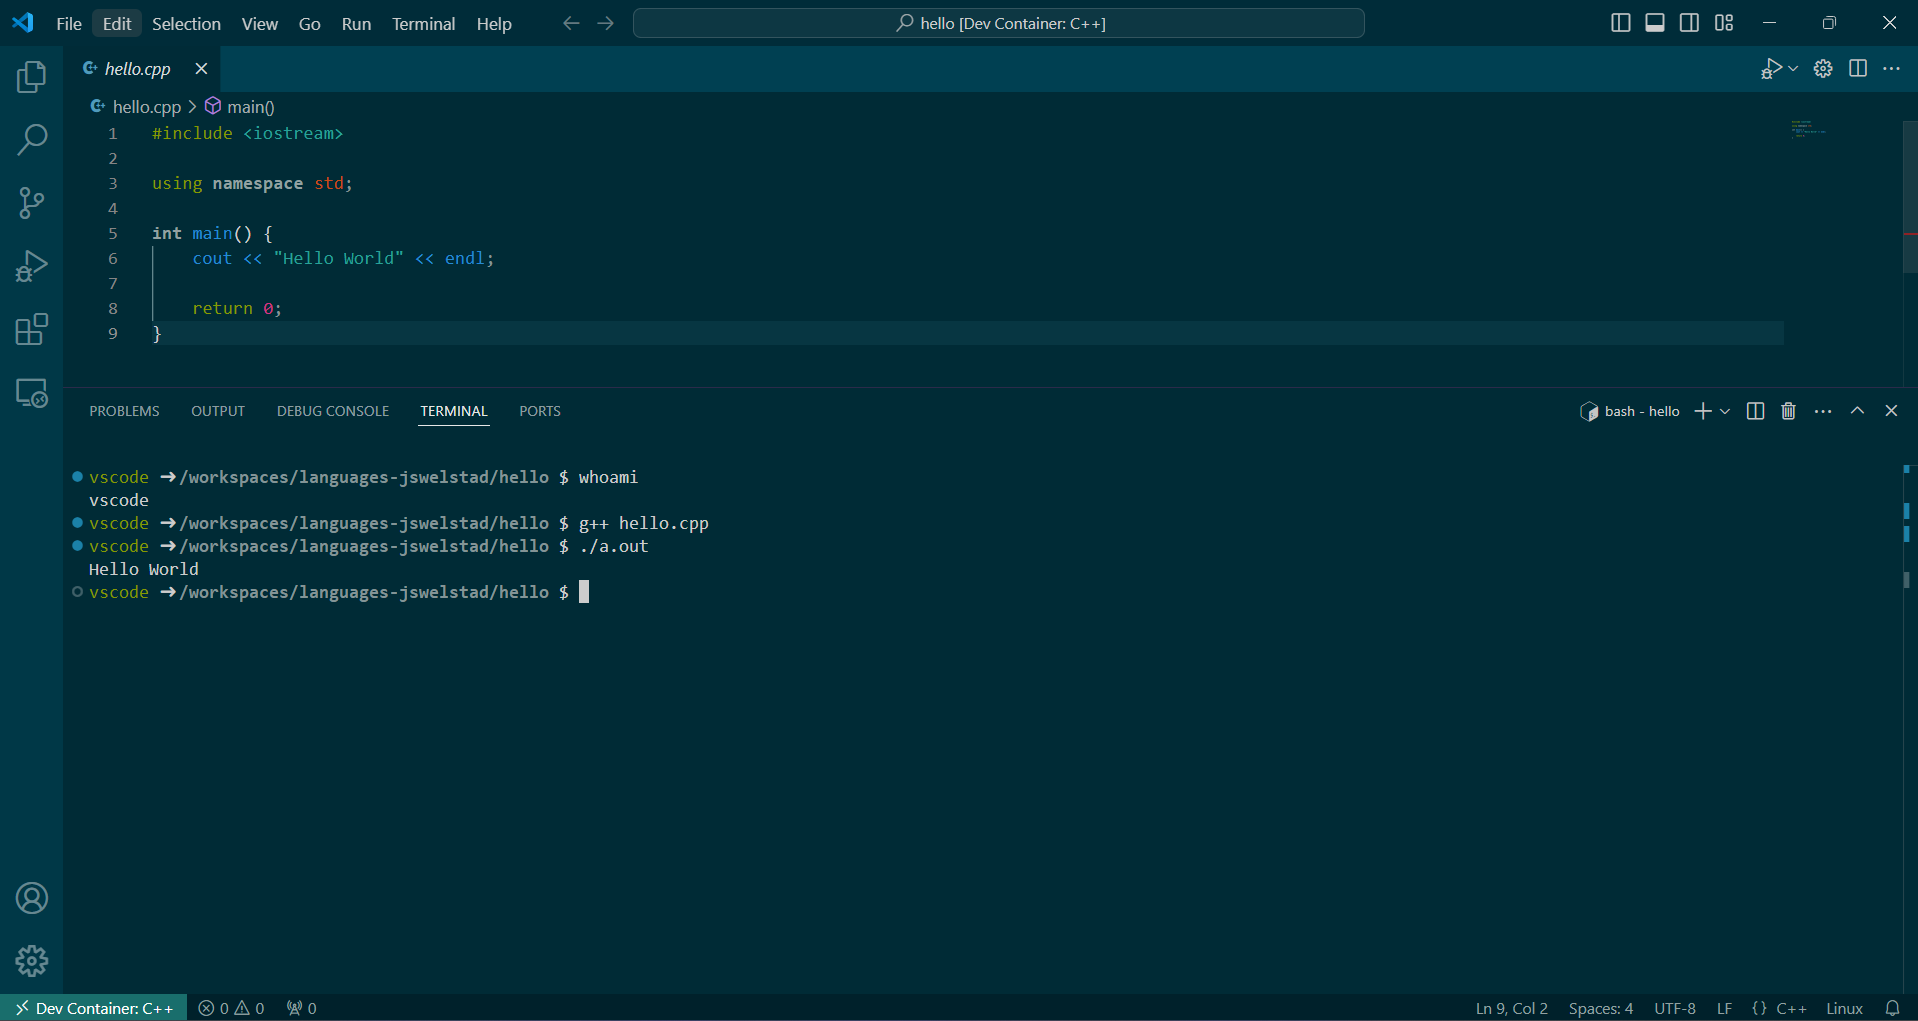 File Edit Selection View Go Run Terminal Help hello [Dev Container: C++]
hello.cpp
hello.cpp > main()
1 #include <iostream>
2
3 using namespace std;
4
5 int main() {
6 cout << "Hello World" << endl;
7
8 return 0;
9 }
PROBLEMS OUTPUT DEBUG CONSOLE TERMINAL PORTS bash - hello
vscode ➜ /workspaces/languages-jswelstad/hello $ whoami
vscode
vscode ➜ /workspaces/languages-jswelstad/hello $ g++ hello.cpp
vscode ➜ /workspaces/languages-jswelstad/hello $ ./a.out
Hello World
vscode ➜ /workspaces/languages-jswelstad/hello $
Dev Container: C++ 0 0 0 Ln 9, Col 2 Spaces: 4 UTF-8 LF {} C++ Linux